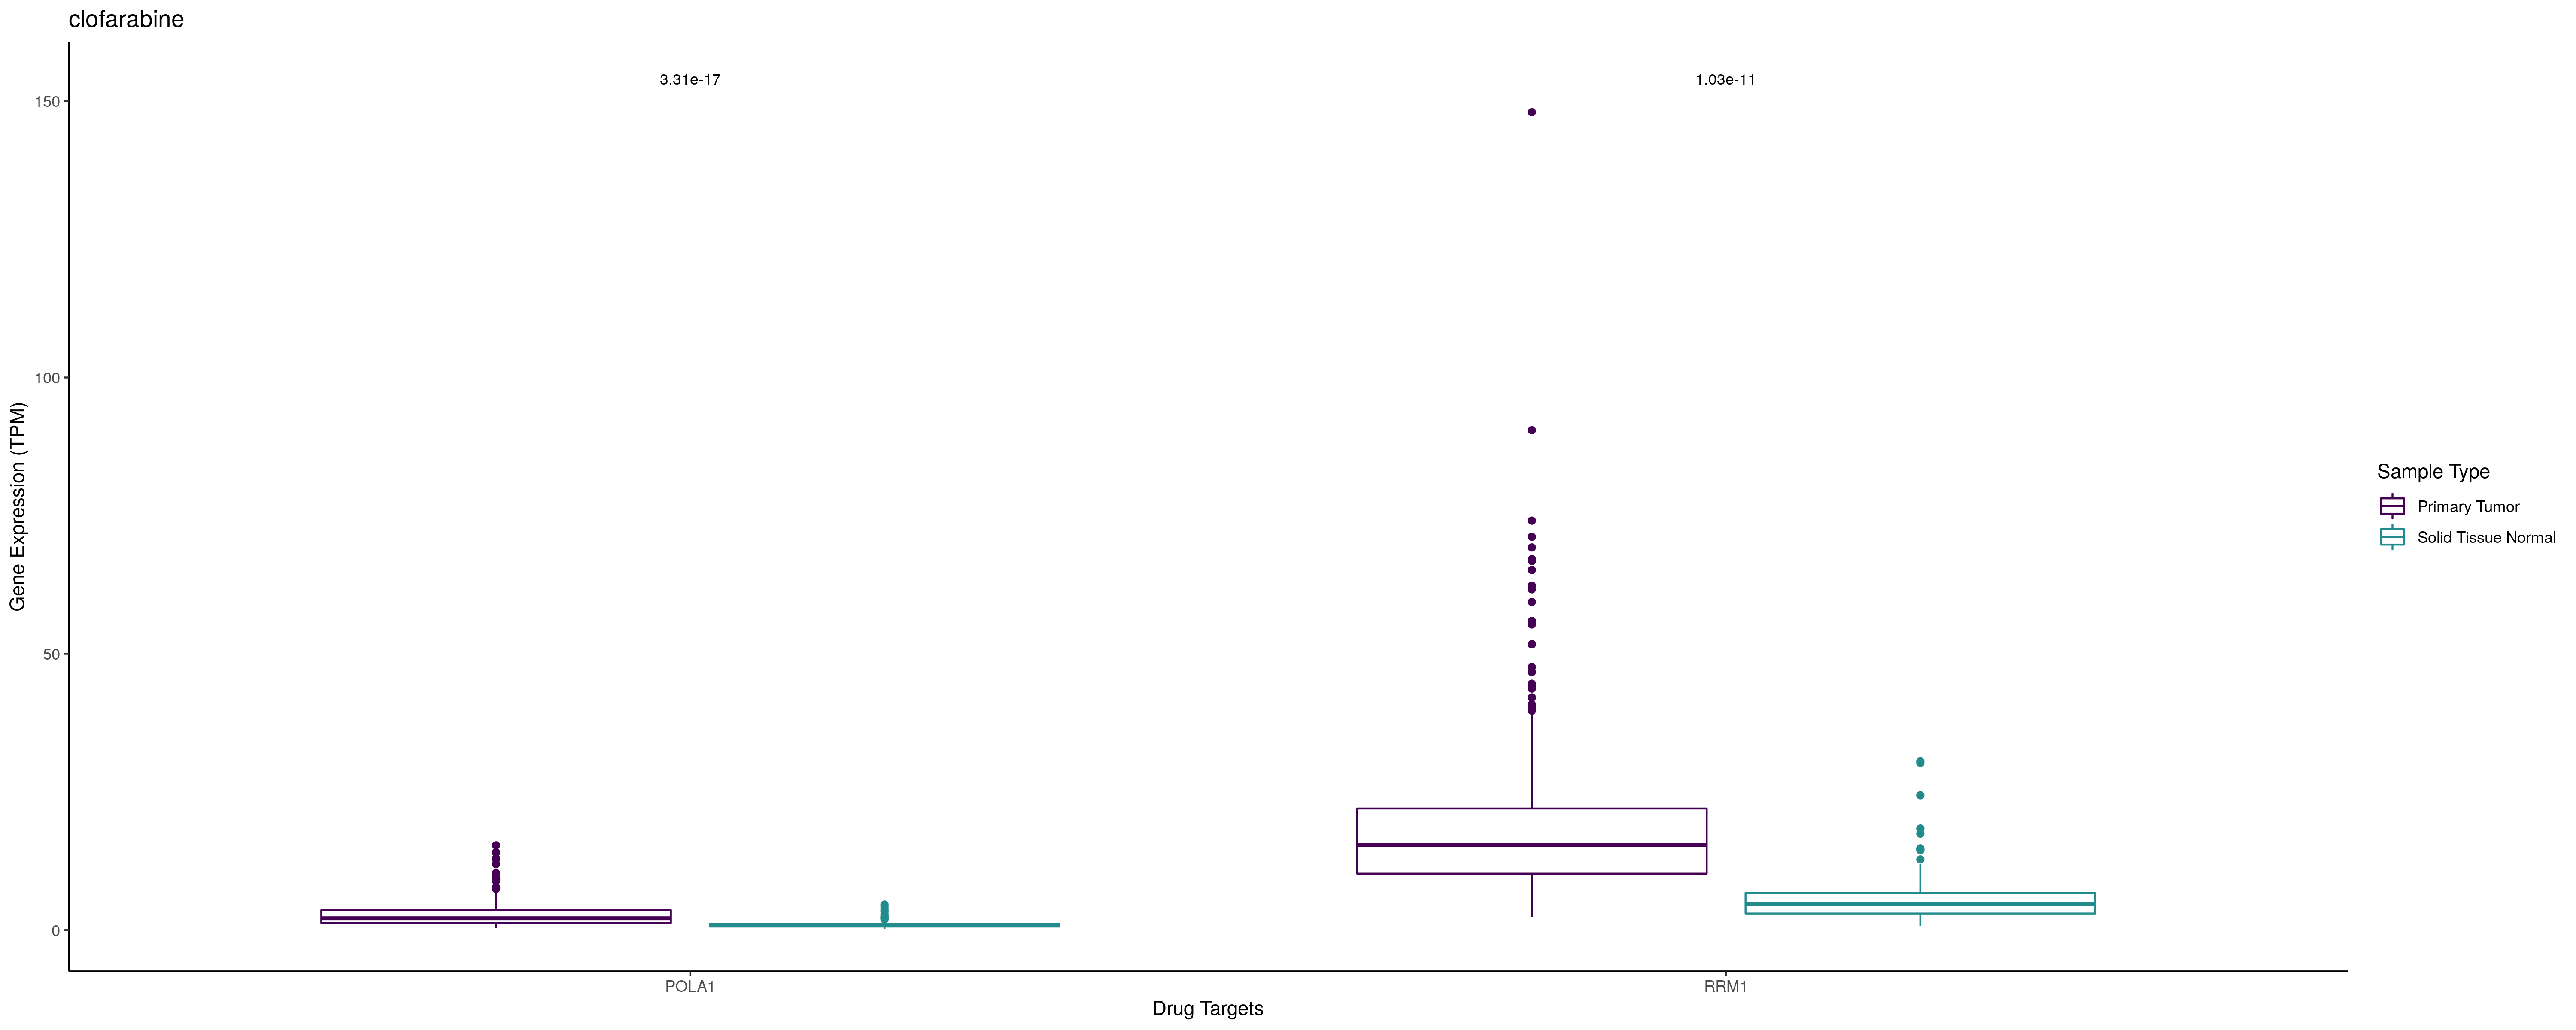 clofarabine
3.31e-17
1.03e-11
150
100
50
0
Gene Expression (TPM)
POLA1
RRM1
Drug Targets
Sample Type
Primary Tumor
Solid Tissue Normal